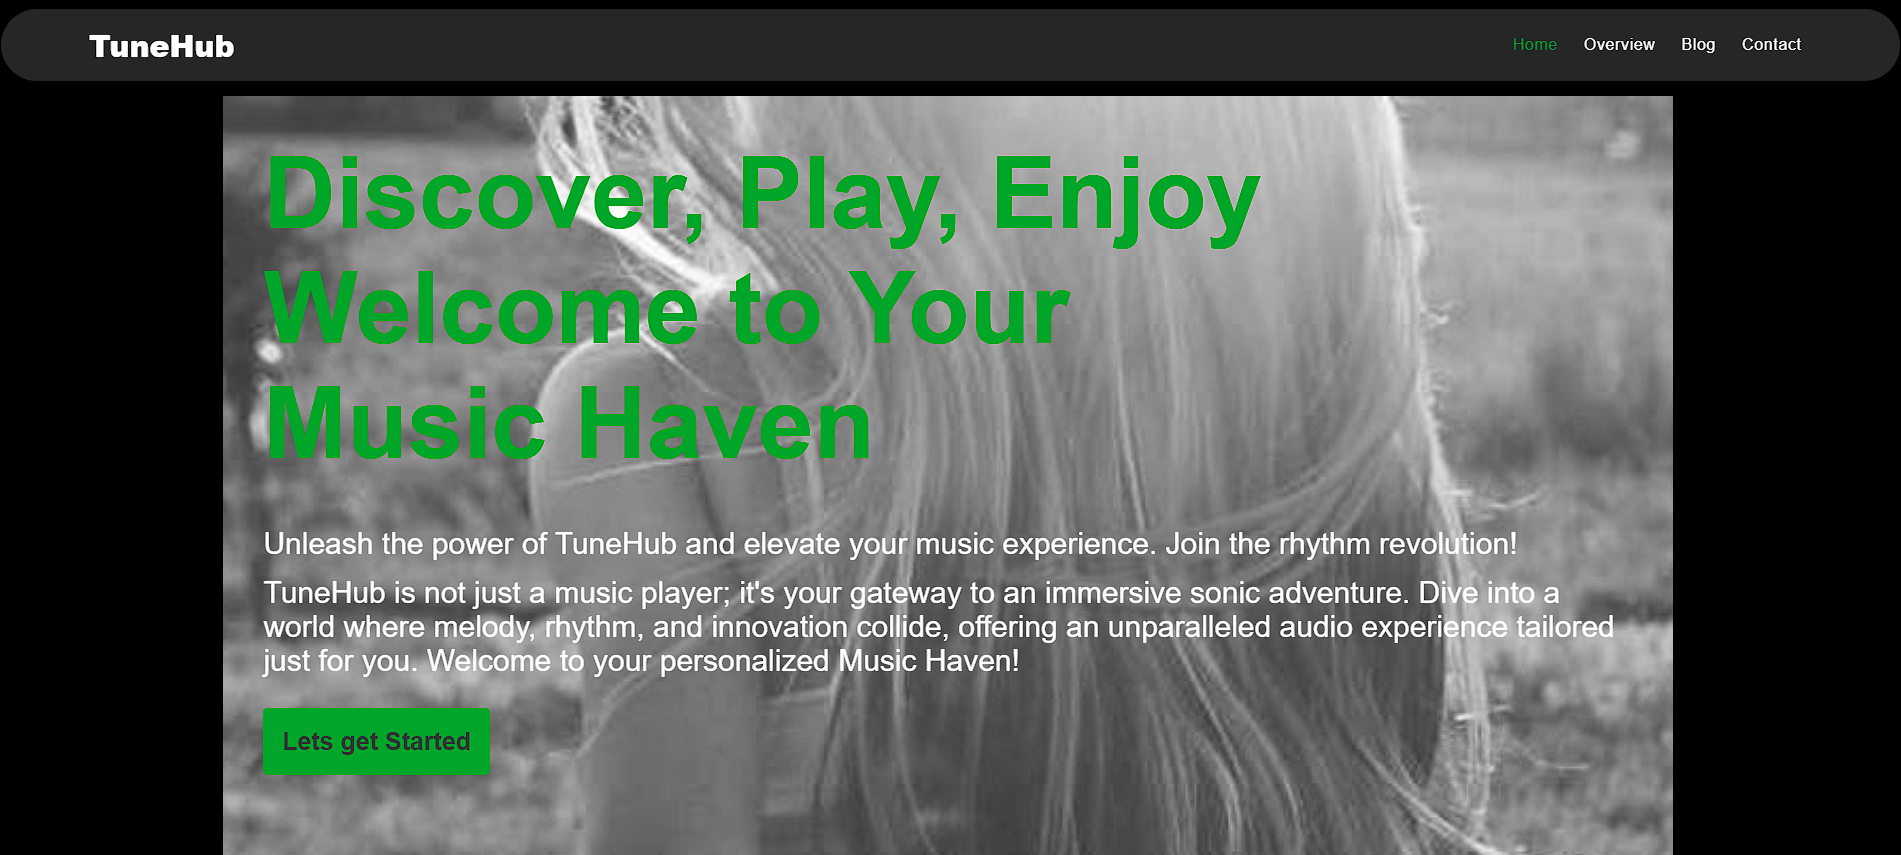 TuneHub
Home Overview Blog Contact
Discover, Play, Enjoy
Welcome to Your
Music Haven
Unleash the power of TuneHub and elevate your music experience. Join the rhythm revolution!
TuneHub is not just a music player; it's your gateway to an immersive sonic adventure. Dive into a
world where melody, rhythm, and innovation collide, offering an unparalleled audio experience tailored
just for you. Welcome to your personalized Music Haven!
Lets get Started